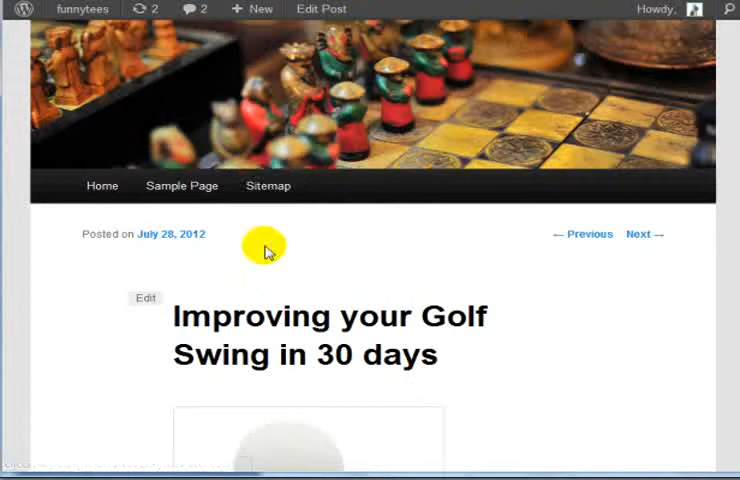 funnytees 2 2 New Edit Post Howdy,
Home Sample Page Sitemap
Posted on July 28, 2012 ← Previous Next →
Edit
Improving your Golf
Swing in 30 days